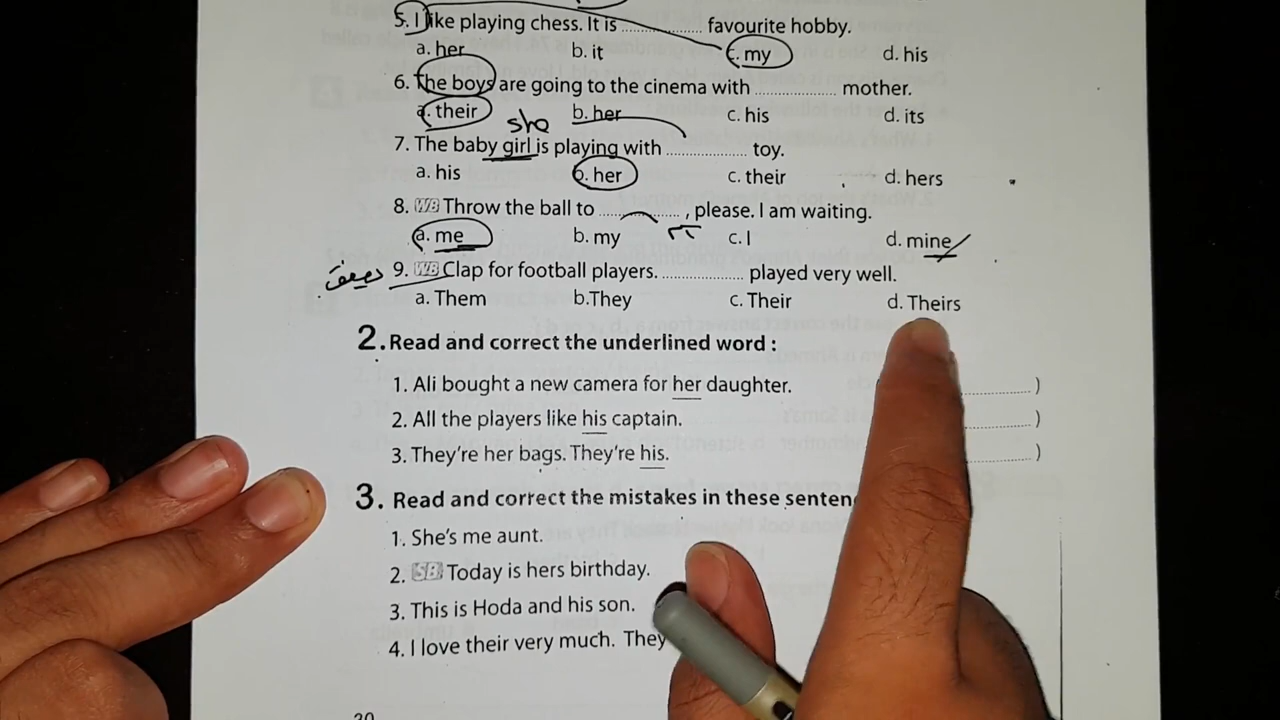 5. I like playing chess. It is .................. favourite hobby.
a. her b. it c. my d. his
6. The boys are going to the cinema with .................. mother.
a. their b. her c. his d. its
she
7. The baby girl is playing with .................. toy.
a. his b. her c. their d. hers
8. WB Throw the ball to .................. , please. I am waiting.
a. me b. my c. I d. mine
9. WB Clap for football players. .................. played very well.
a. Them b. They c. Their d. Theirs
2. Read and correct the underlined word :
1. Ali bought a new camera for her daughter. .................. )
2. All the players like his captain. .................. )
3. They're her bags. They're his. .................. )
3. Read and correct the mistakes in these
1. She's me aunt.
2. SB Today is hers birthday.
3. This is Hoda and his son.
4. I love their very much. They